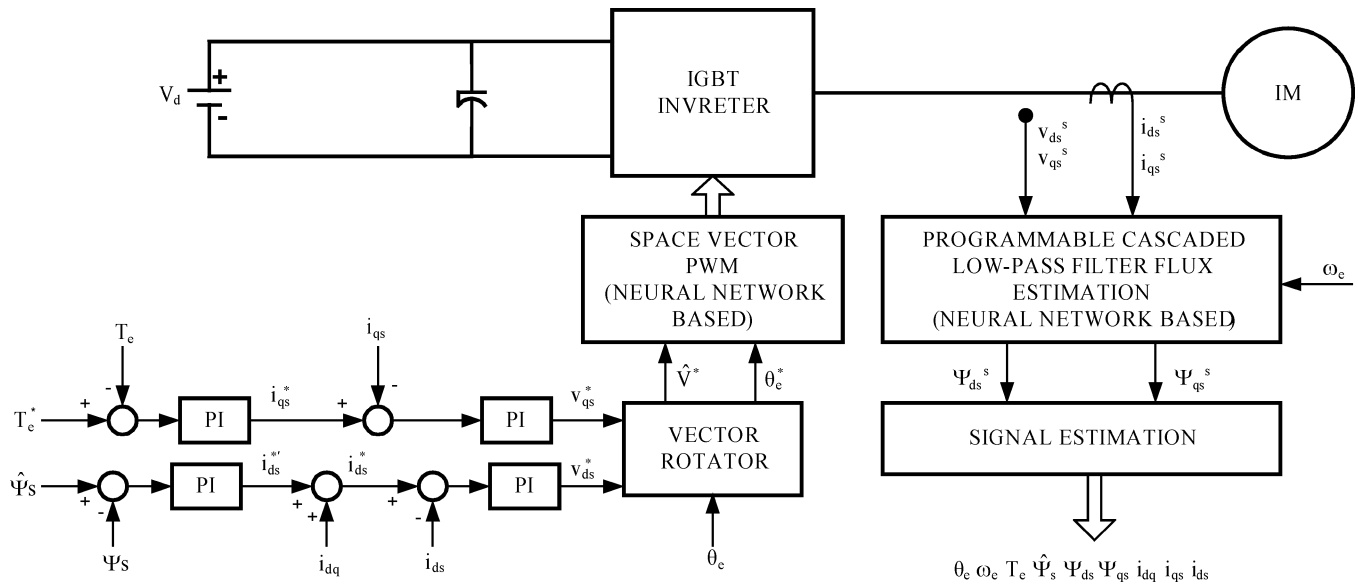 IGBT
INVRETER
IM
+
V_d
-
v_ds^s
v_qs^s
i_ds^s
i_qs^s
SPACE VECTOR
PWM
(NEURAL NETWORK
BASED)
PROGRAMMABLE CASCADED
LOW-PASS FILTER FLUX
ESTIMATION
(NEURAL NETWORK BASED)
ω_e
T_e
i_qs
V̂^*
θ_e^*
Ψ_ds^s
Ψ_qs^s
-
-
T_e^*
+
PI
i_qs^*
+
PI
v_qs^*
VECTOR
ROTATOR
SIGNAL ESTIMATION
Ψ̂_S
+
-
PI
i_ds^*'
+
+
i_ds^*
+
-
PI
v_ds^*
Ψ_S
i_dq
i_ds
θ_e
θ_e ω_e T_e Ψ̂_s Ψ_ds Ψ_qs i_dq i_qs i_ds